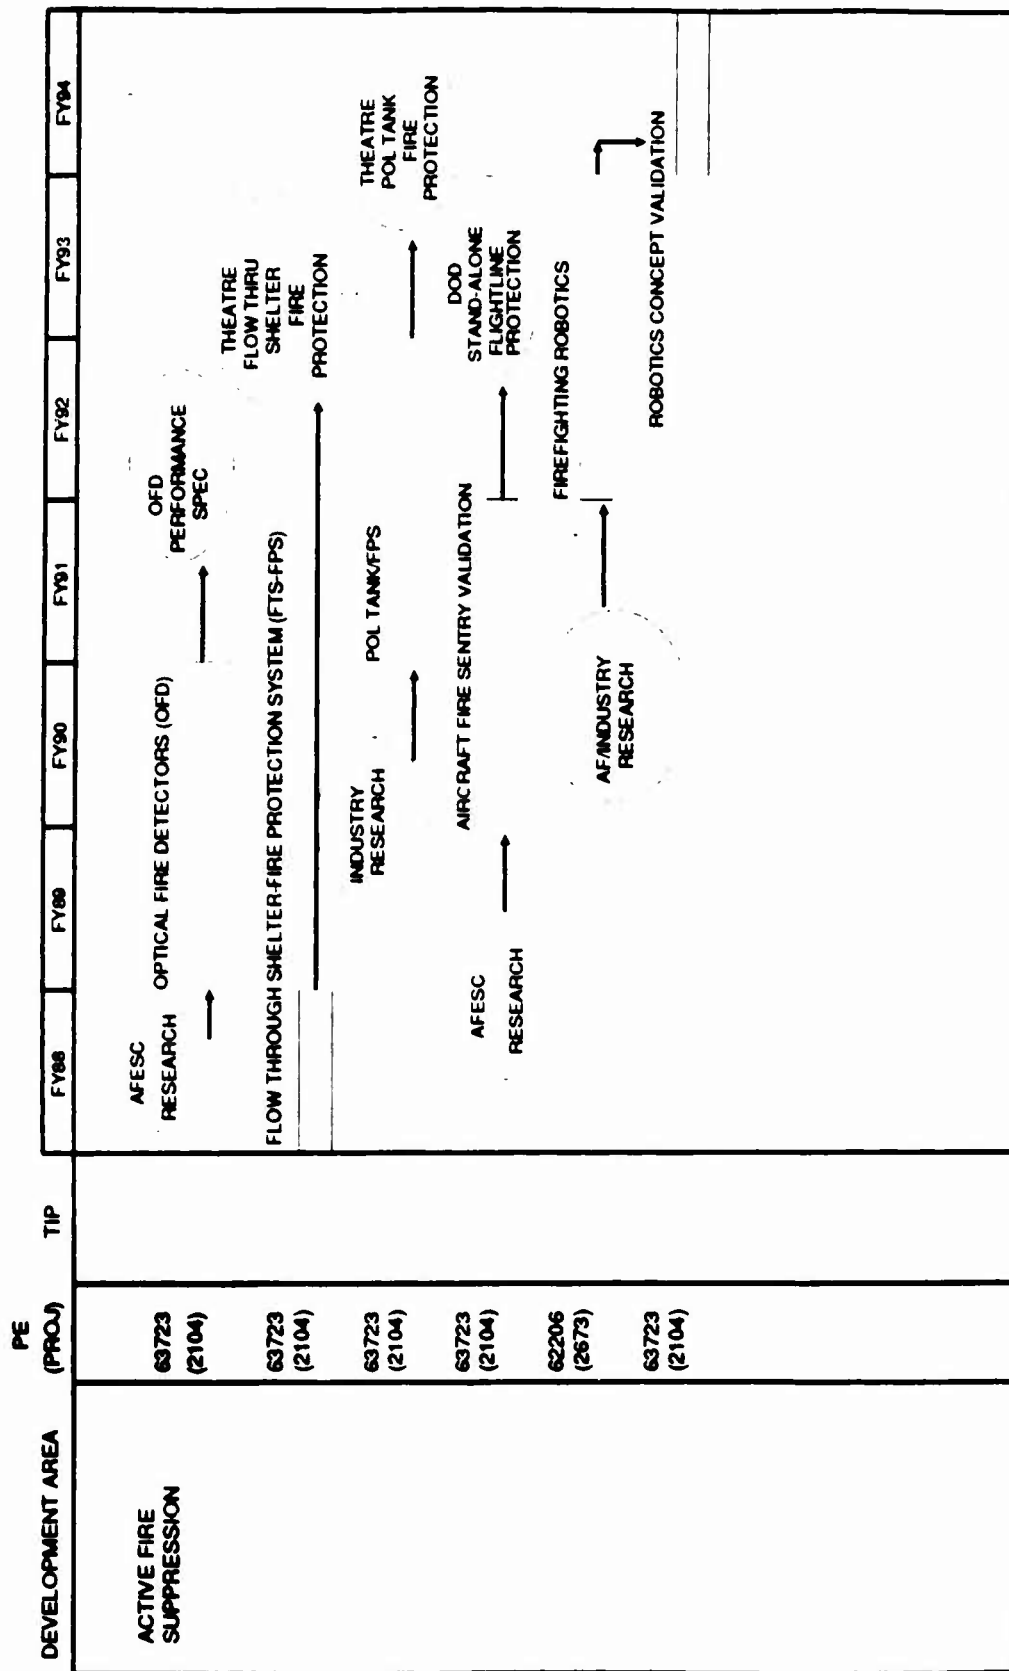 DEVELOPMENT AREA
PE
(PROJ)
TIP
FY88
FY89
FY90
FY91
FY92
FY93
FY94
ACTIVE FIRE
SUPPRESSION
63723
(2104)
AFESC
RESEARCH
OPTICAL FIRE DETECTORS (OFD)
OFD
PERFORMANCE
SPEC
63723
(2104)
FLOW THROUGH SHELTER-FIRE PROTECTION SYSTEM (FTS-FPS)
THEATRE
FLOW THRU
SHELTER
FIRE
PROTECTION
63723
(2104)
INDUSTRY
RESEARCH
POL TANK/FPS
THEATRE
POL TANK
FIRE
PROTECTION
63723
(2104)
AFESC
RESEARCH
AIRCRAFT FIRE SENTRY VALIDATION
DOD
STAND-ALONE
FLIGHTLINE
PROTECTION
62206
(2673)
AF/INDUSTRY
RESEARCH
FIREFIGHTING ROBOTICS
63723
(2104)
ROBOTICS CONCEPT VALIDATION